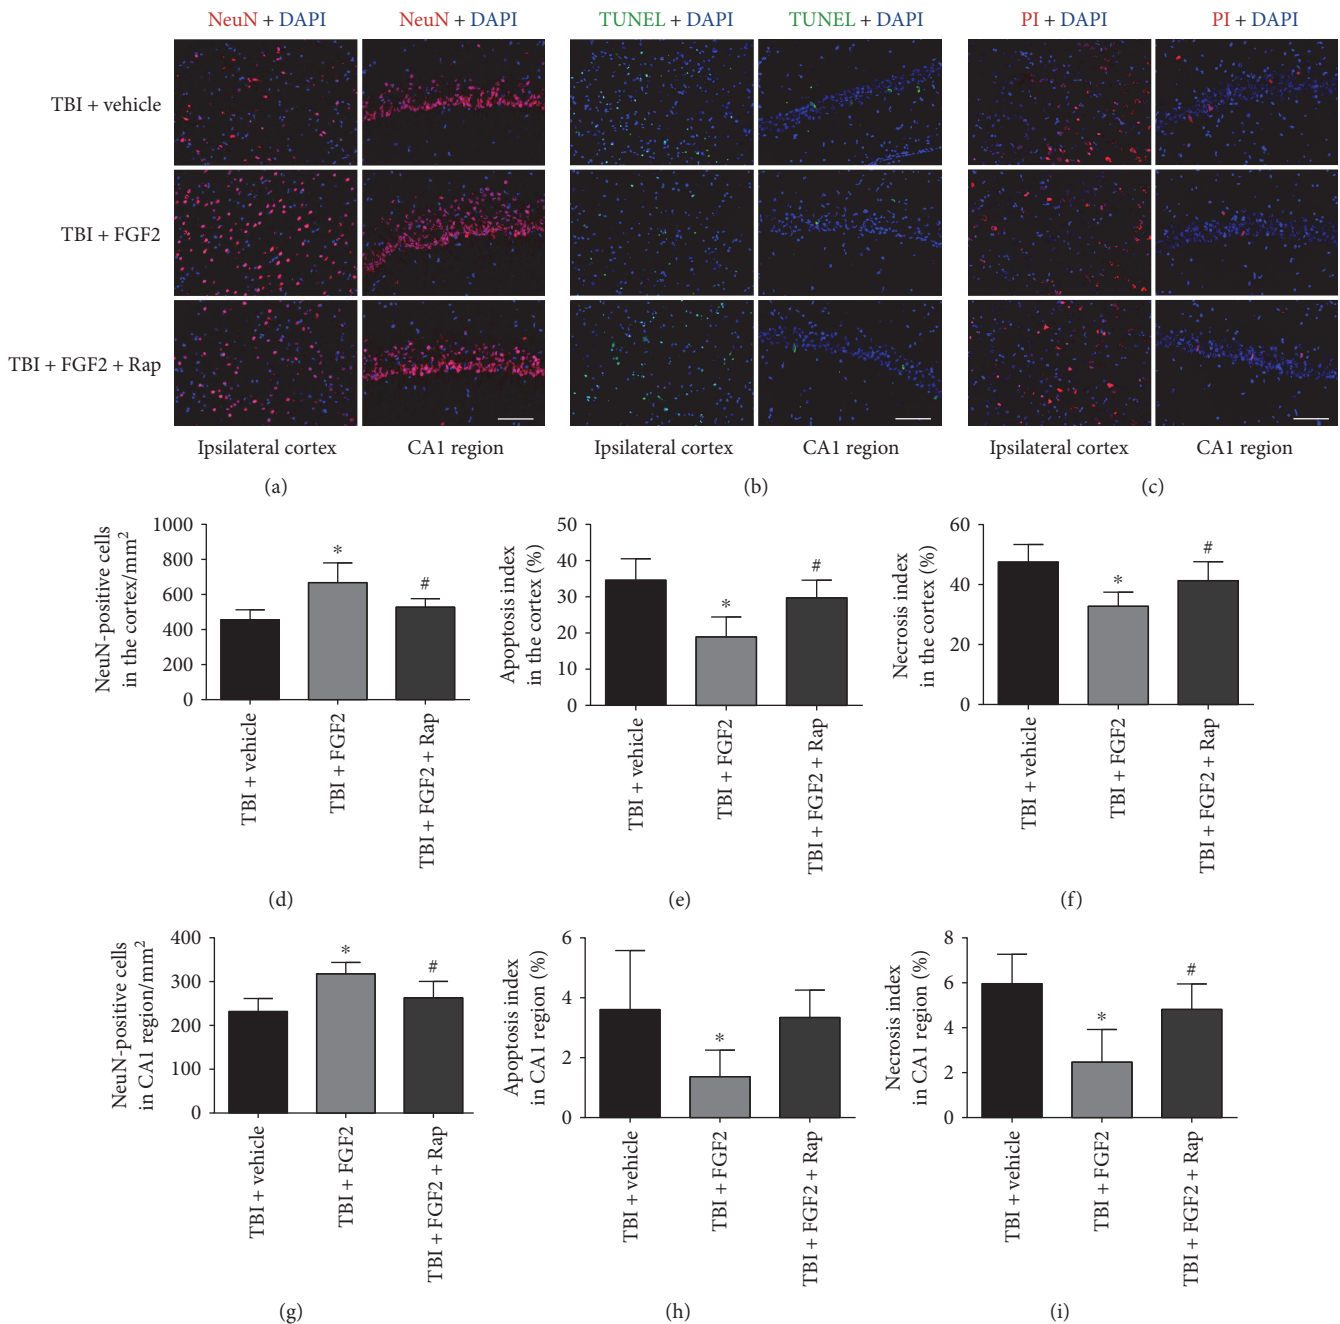 NeuN + DAPI NeuN + DAPI TUNEL + DAPI TUNEL + DAPI PI + DAPI PI + DAPI
TBI + vehicle
TBI + FGF2
TBI + FGF2 + Rap
Ipsilateral cortex CA1 region Ipsilateral cortex CA1 region Ipsilateral cortex CA1 region
(a) (b) (c)
NeuN-positive cells
in the cortex/mm²
1000
800
600
400
200
0
*
#
TBI + vehicle
TBI + FGF2
TBI + FGF2 + Rap
(d)
Apoptosis index
in the cortex (%)
50
40
30
20
10
0
*
#
TBI + vehicle
TBI + FGF2
TBI + FGF2 + Rap
(e)
Necrosis index
in the cortex (%)
60
40
20
0
*
#
TBI + vehicle
TBI + FGF2
TBI + FGF2 + Rap
(f)
NeuN-positive cells
in CA1 region/mm²
400
300
200
100
0
*
#
TBI + vehicle
TBI + FGF2
TBI + FGF2 + Rap
(g)
Apoptosis index
in CA1 region (%)
6
4
2
0
*
TBI + vehicle
TBI + FGF2
TBI + FGF2 + Rap
(h)
Necrosis index
in CA1 region (%)
8
6
4
2
0
*
#
TBI + vehicle
TBI + FGF2
TBI + FGF2 + Rap
(i)